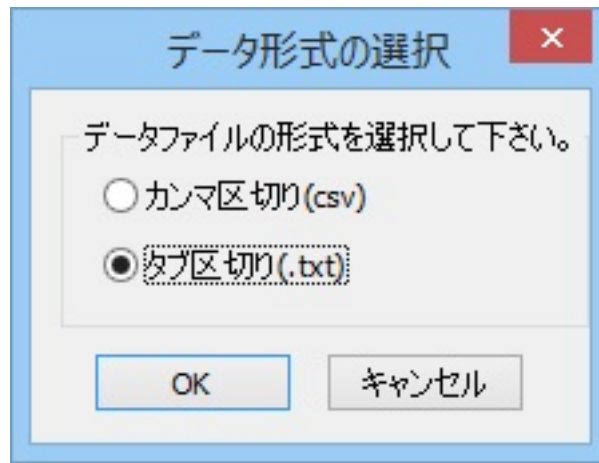 データ形式の選択
データファイルの形式を選択して下さい。
カンマ区切り(csv)
タブ区切り(.txt)
OK
キャンセル